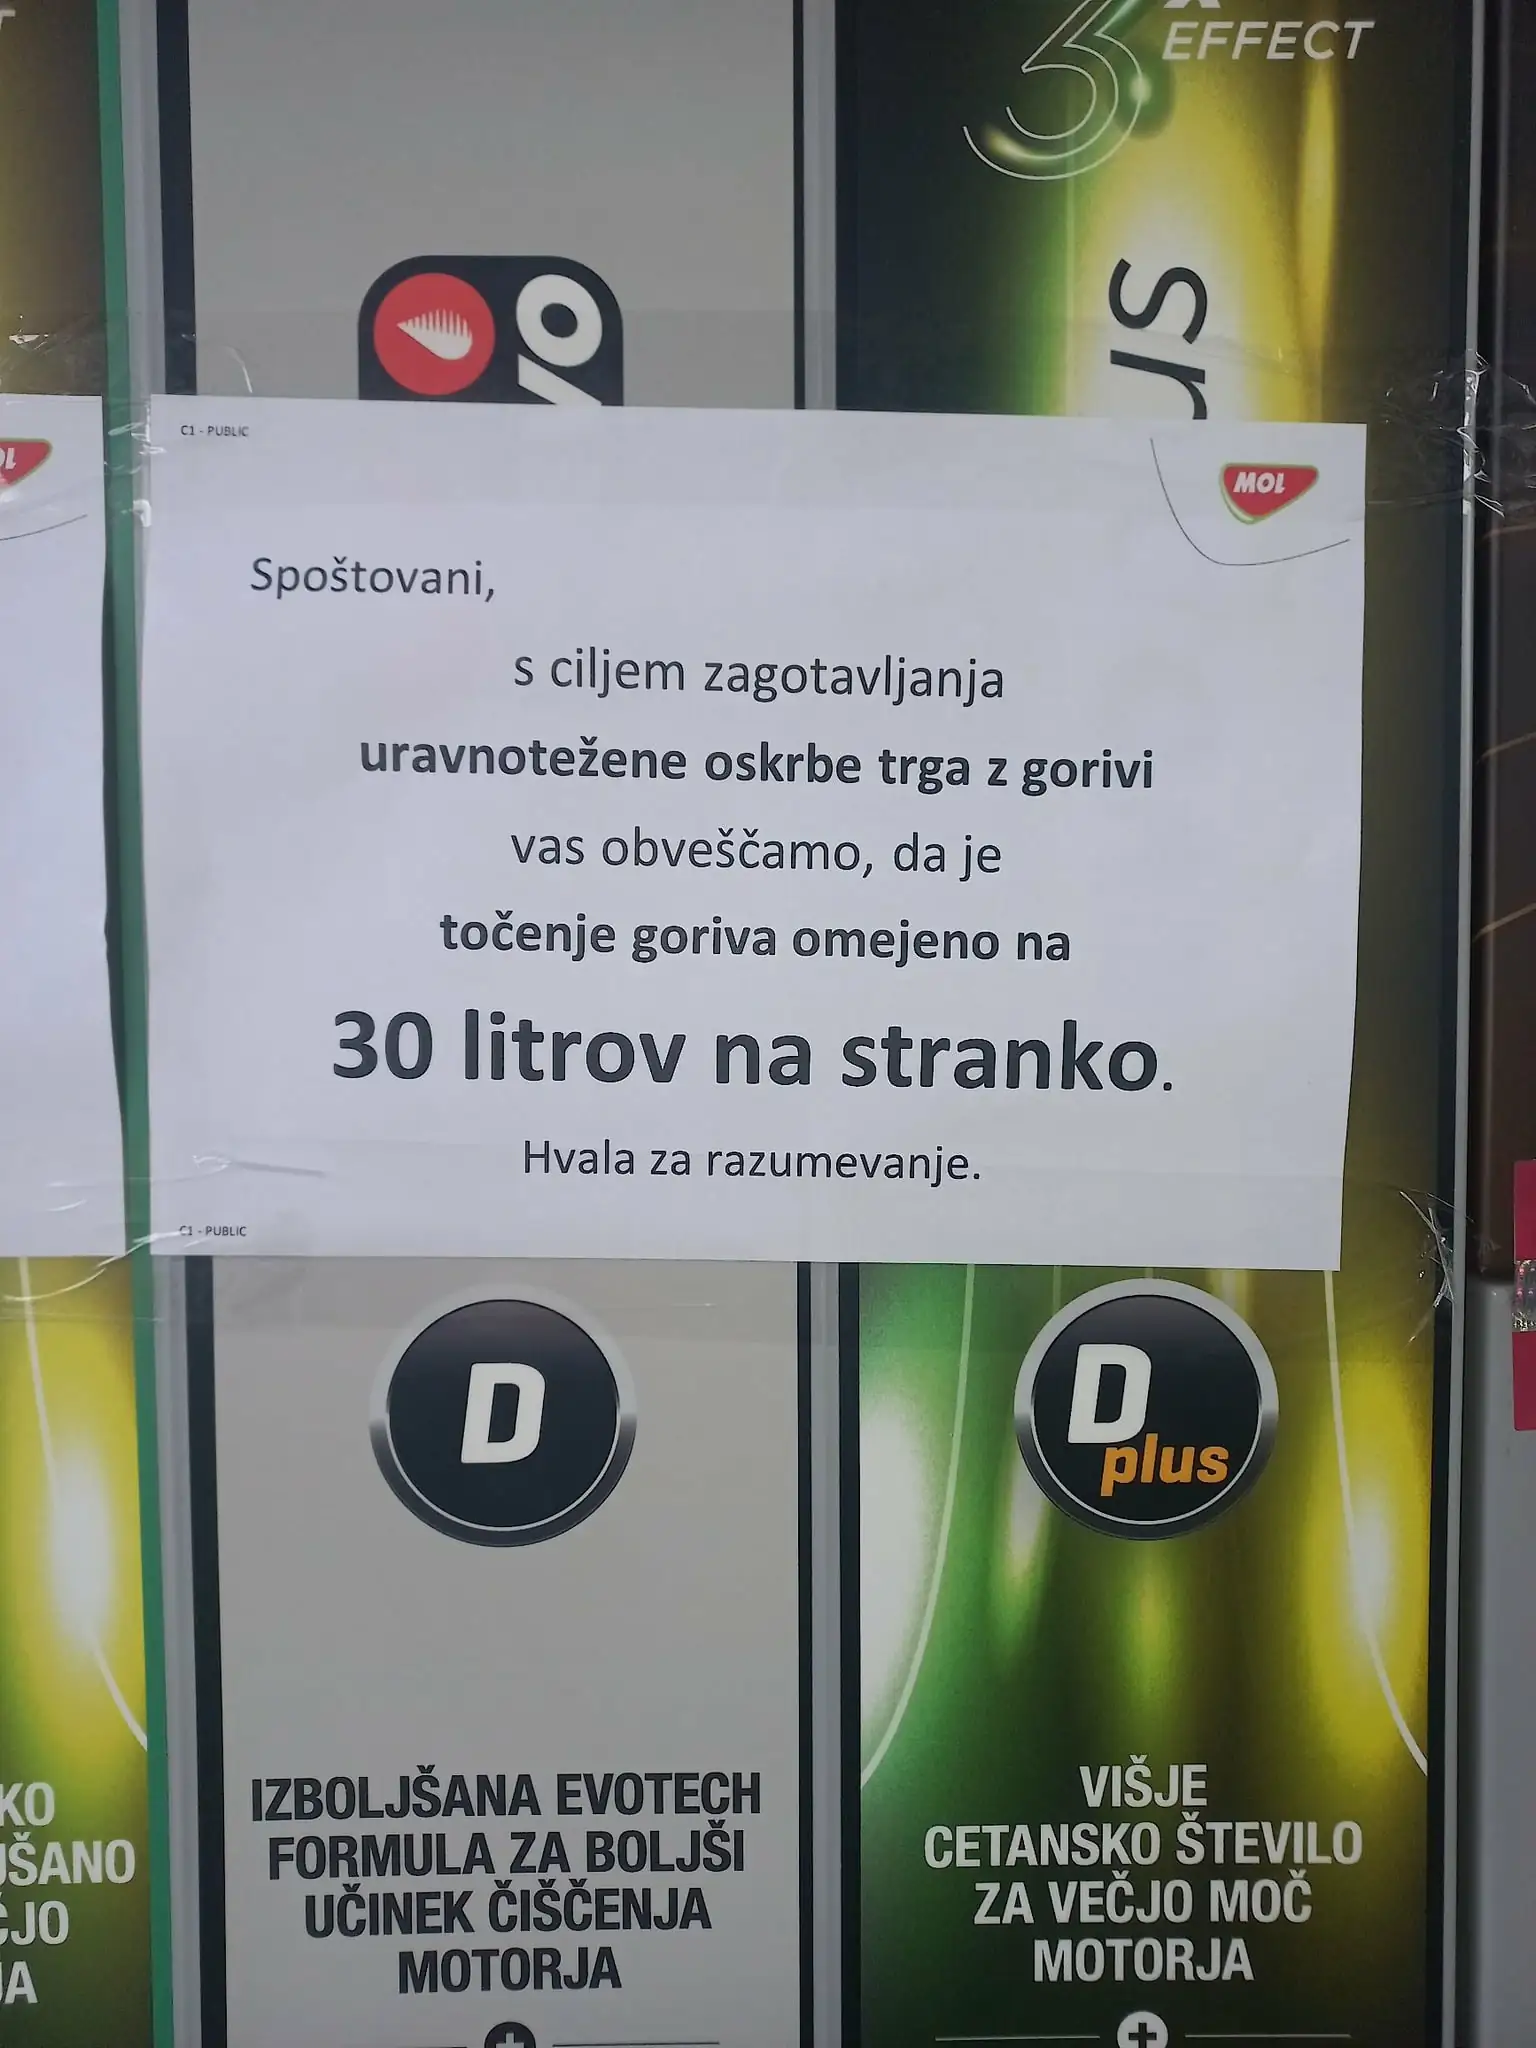 X
EFFECT
3
C1 - PUBLIC
MOL
Spoštovani,
s ciljem zagotavljanja
uravnotežene oskrbe trga z gorivi
vas obveščamo, da je
točenje goriva omejeno na
30 litrov na stranko.
Hvala za razumevanje.
C1 - PUBLIC
D
D
plus
IZBOLJŠANA EVOTECH
FORMULA ZA BOLJŠI
UČINEK ČIŠČENJA
MOTORJA
VIŠJE
CETANSKO ŠTEVILO
ZA VEČJO MOČ
MOTORJA